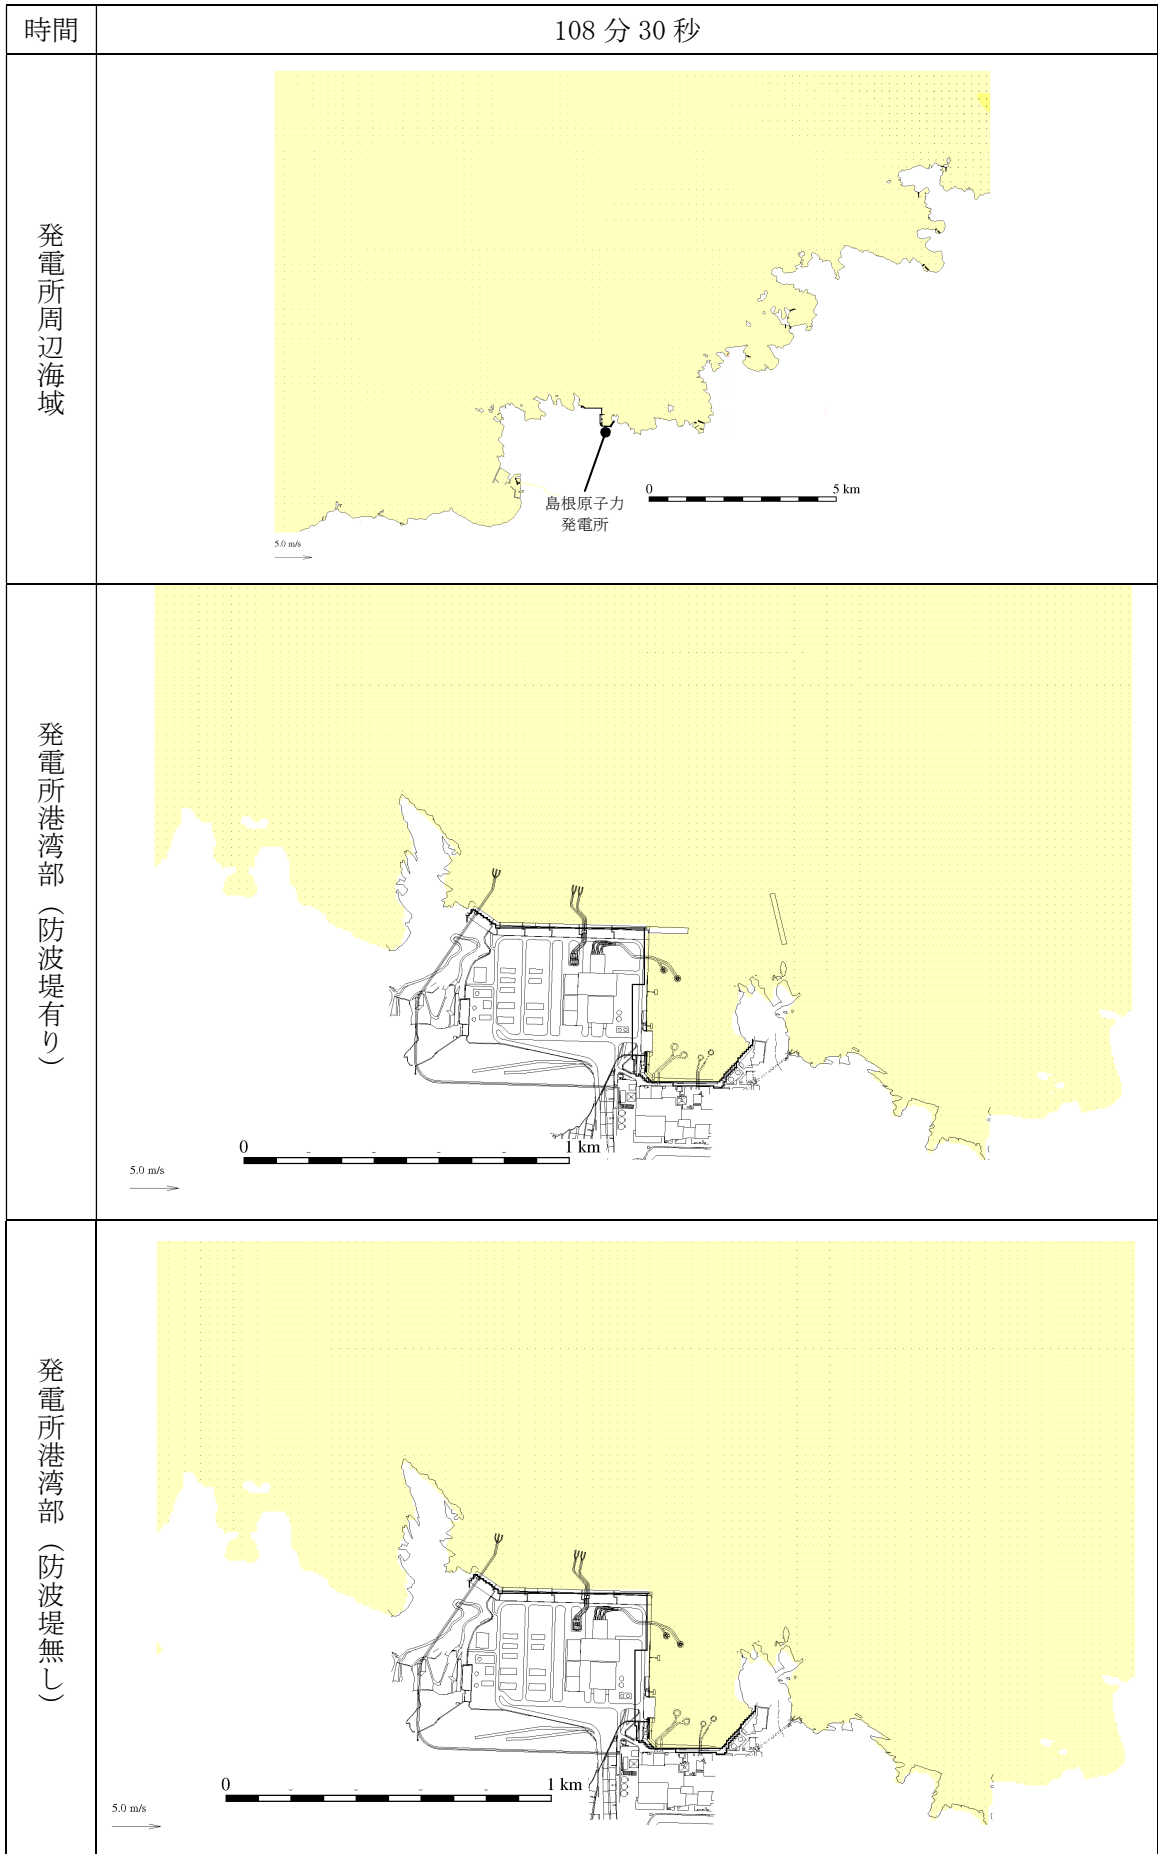 時間
108 分 30 秒
発電所周辺海域
島根原子力
発電所
0
5 km
5.0 m/s
発電所港湾部（防波堤有り）
0
1 km
5.0 m/s
発電所港湾部（防波堤無し）
0
1 km
5.0 m/s